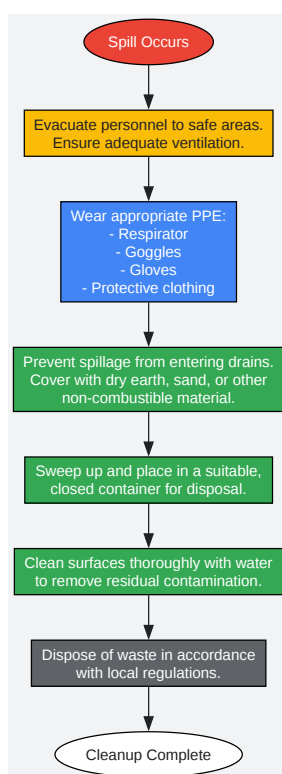 Spill Occurs
Evacuate personnel to safe areas.
Ensure adequate ventilation.
Wear appropriate PPE:
- Respirator
- Goggles
- Gloves
- Protective clothing
Prevent spillage from entering drains.
Cover with dry earth, sand, or other
non-combustible material.
Sweep up and place in a suitable,
closed container for disposal.
Clean surfaces thoroughly with water
to remove residual contamination.
Dispose of waste in accordance
with local regulations.
Cleanup Complete